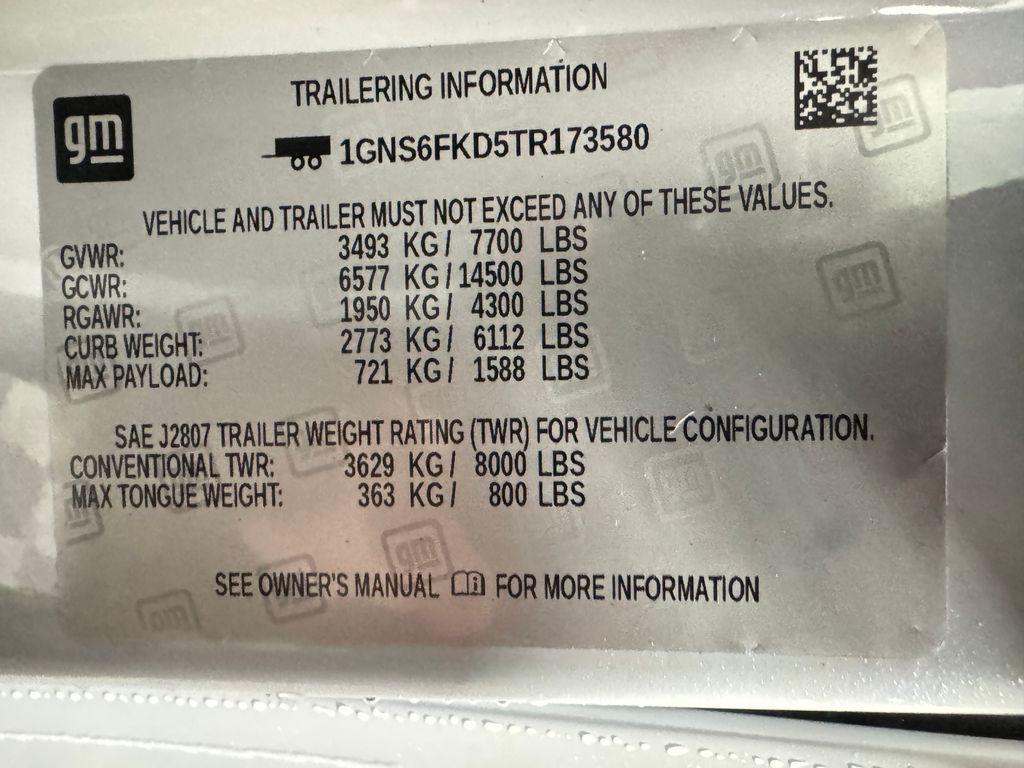 gm
TRAILERING INFORMATION
1GNS6FKD5TR173580
VEHICLE AND TRAILER MUST NOT EXCEED ANY OF THESE VALUES.
GVWR: 3493 KG/ 7700 LBS
GCWR: 6577 KG/14500 LBS
RGAWR: 1950 KG/ 4300 LBS
CURB WEIGHT: 2773 KG/ 6112 LBS
MAX PAYLOAD: 721 KG/ 1588 LBS
SAE J2807 TRAILER WEIGHT RATING (TWR) FOR VEHICLE CONFIGURATION.
CONVENTIONAL TWR: 3629 KG/ 8000 LBS
MAX TONGUE WEIGHT: 363 KG/ 800 LBS
SEE OWNER'S MANUAL FOR MORE INFORMATION